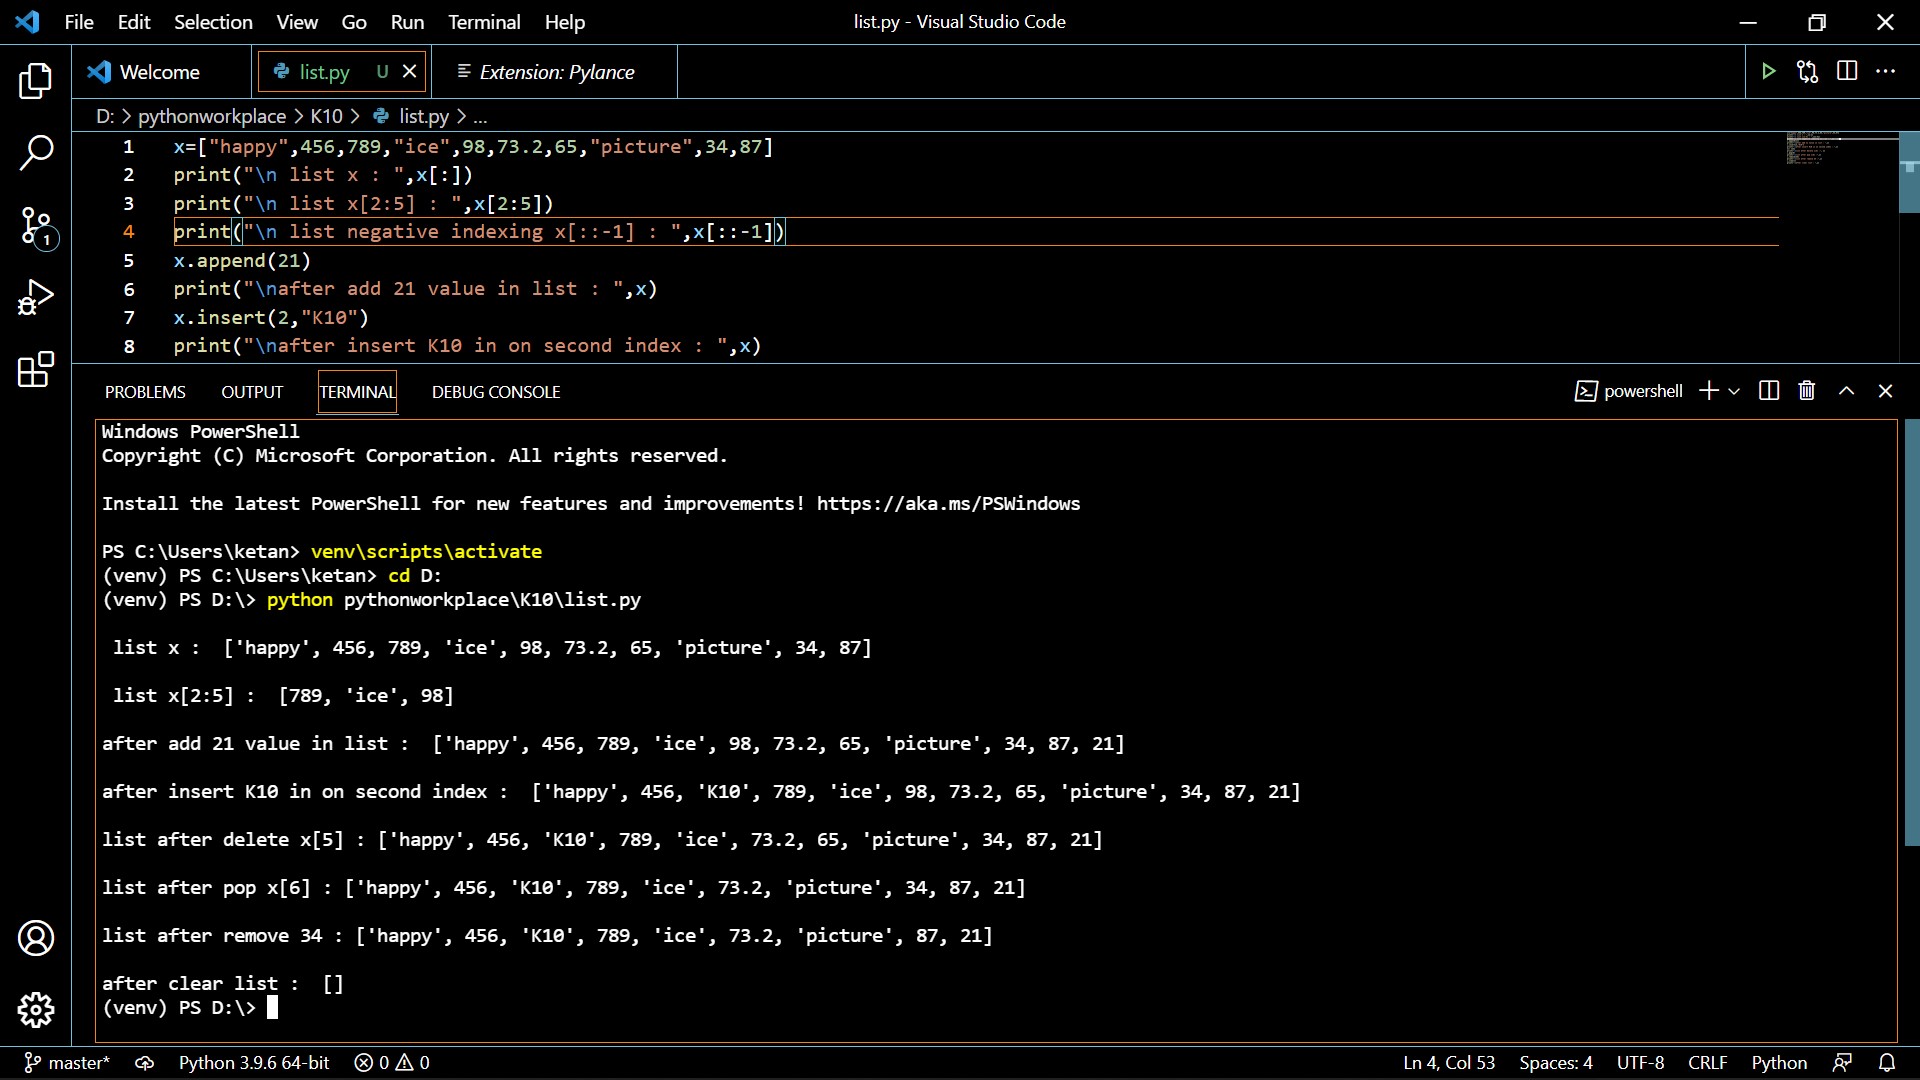 File Edit Selection View Go Run Terminal Help list.py - Visual Studio Code
Welcome list.py U Extension: Pylance
D: > pythonworkplace > K10 > list.py > ...
1 x=["happy",456,789,"ice",98,73.2,65,"picture",34,87]
2 print("\n list x : ",x[:])
3 print("\n list x[2:5] : ",x[2:5])
4 print("\n list negative indexing x[::-1] : ",x[::-1])
5 x.append(21)
6 print("\nafter add 21 value in list : ",x)
7 x.insert(2,"K10")
8 print("\nafter insert K10 in on second index : ",x)
1
PROBLEMS OUTPUT TERMINAL DEBUG CONSOLE powershell
Windows PowerShell
Copyright (C) Microsoft Corporation. All rights reserved.
Install the latest PowerShell for new features and improvements! https://aka.ms/PSWindows
PS C:\Users\ketan> venv\scripts\activate
(venv) PS C:\Users\ketan> cd D:
(venv) PS D:\> python pythonworkplace\K10\list.py
list x :  ['happy', 456, 789, 'ice', 98, 73.2, 65, 'picture', 34, 87]
list x[2:5] :  [789, 'ice', 98]
after add 21 value in list :  ['happy', 456, 789, 'ice', 98, 73.2, 65, 'picture', 34, 87, 21]
after insert K10 in on second index :  ['happy', 456, 'K10', 789, 'ice', 98, 73.2, 65, 'picture', 34, 87, 21]
list after delete x[5] : ['happy', 456, 'K10', 789, 'ice', 73.2, 65, 'picture', 34, 87, 21]
list after pop x[6] : ['happy', 456, 'K10', 789, 'ice', 73.2, 'picture', 34, 87, 21]
list after remove 34 : ['happy', 456, 'K10', 789, 'ice', 73.2, 'picture', 87, 21]
after clear list :  []
(venv) PS D:\>
master* Python 3.9.6 64-bit 0 0 Ln 4, Col 53 Spaces: 4 UTF-8 CRLF Python